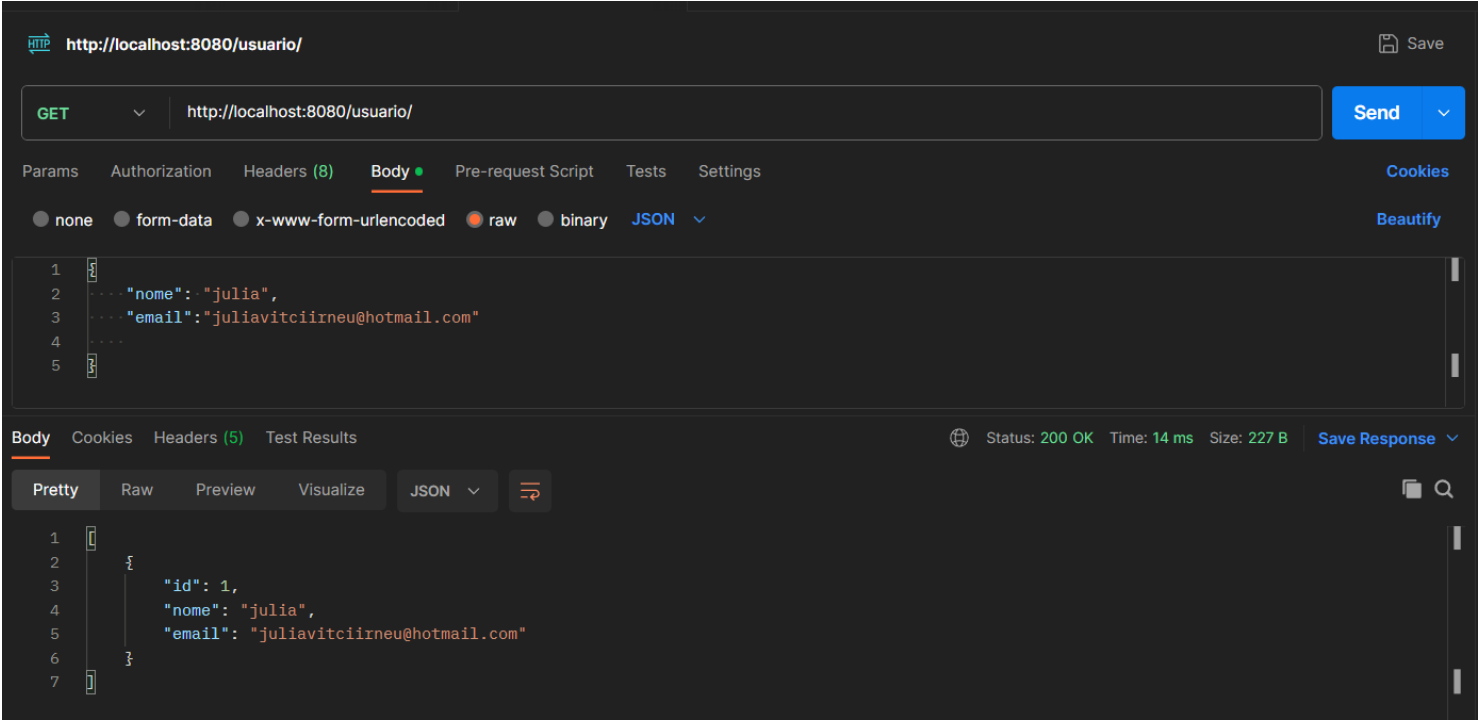 HTTP http://localhost:8080/usuario/ Save
GET http://localhost:8080/usuario/ Send
Params Authorization Headers (8) Body Pre-request Script Tests Settings Cookies
none form-data x-www-form-urlencoded raw binary JSON Beautify
1 {
2 "nome": "julia",
3 "email":"juliavitciirneu@hotmail.com"
4
5 }
Body Cookies Headers (5) Test Results Status: 200 OK Time: 14 ms Size: 227 B Save Response
Pretty Raw Preview Visualize JSON
1 [
2 {
3 "id": 1,
4 "nome": "julia",
5 "email": "juliavitciirneu@hotmail.com"
6 }
7 ]